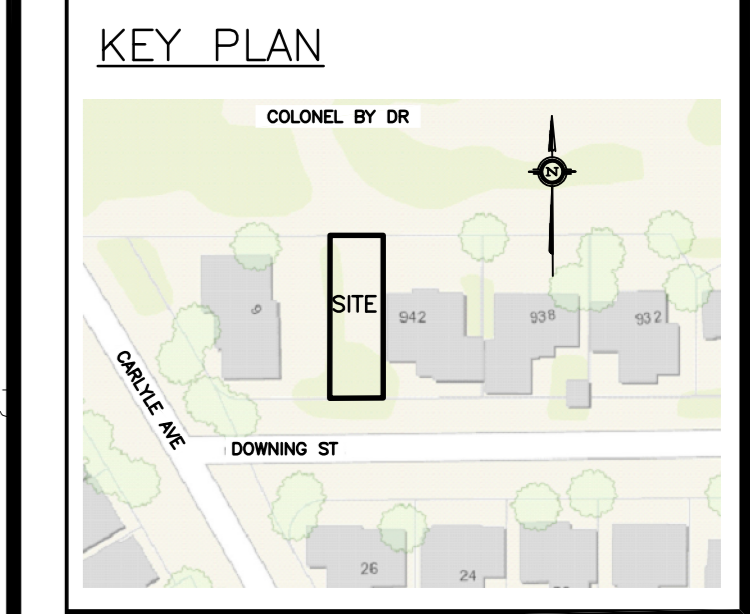 KEY PLAN
COLONEL BY DR
N
SITE
9
942
938
932
CARLYLE AVE
DOWNING ST
26
24